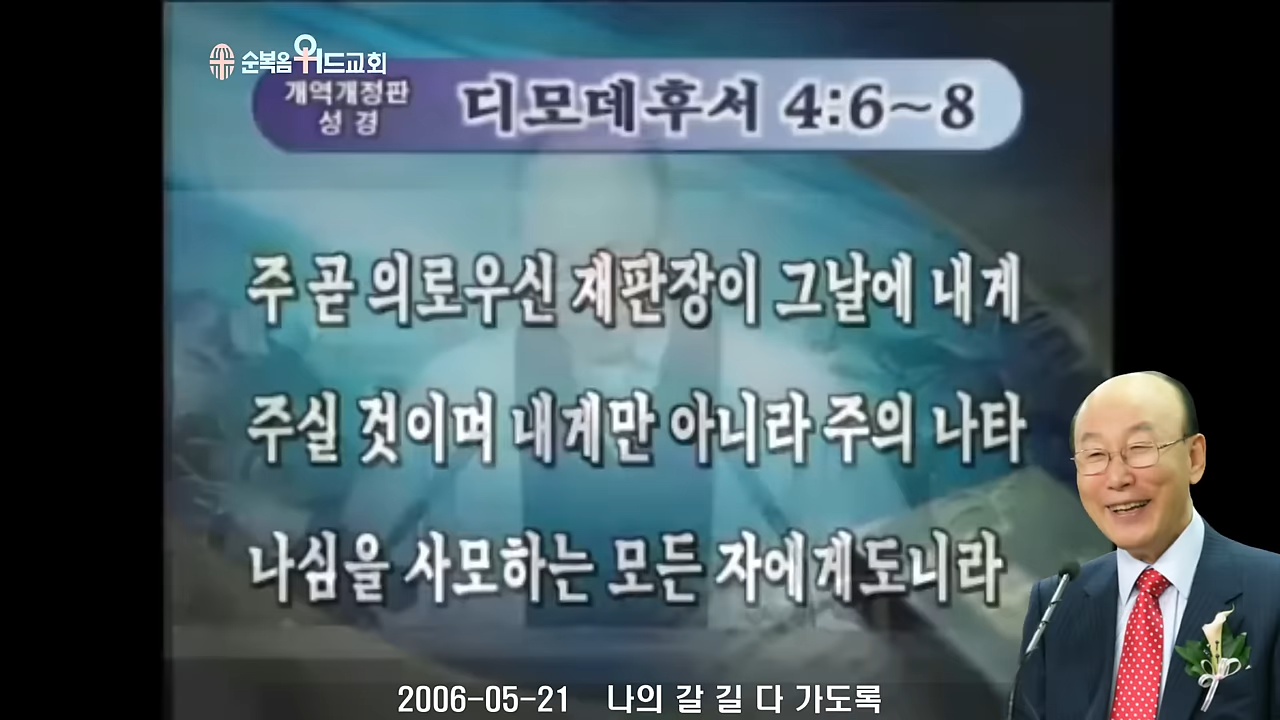 순복음워드교회
개역개정판
성경
디모데후서 4:6~8
주 곧 의로우신 재판장이 그날에 내게
주실 것이며 내게만 아니라 주의 나타
나심을 사모하는 모든 자에게도니라
2006-05-21 나의 갈 길 다 가도록